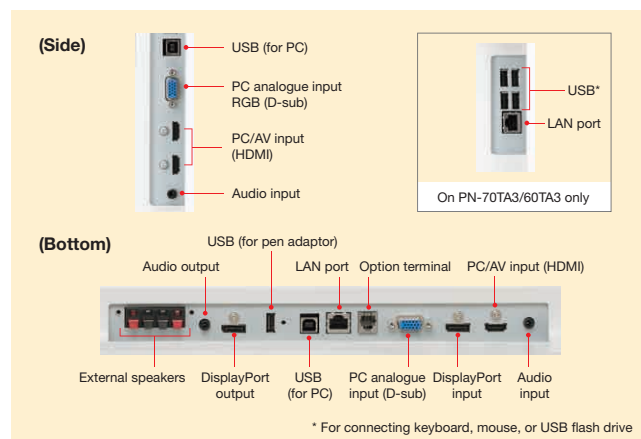 (Side)
USB (for PC)
PC analogue input
RGB (D-sub)
PC/AV input
(HDMI)
Audio input
USB*
LAN port
On PN-70TA3/60TA3 only
(Bottom)
USB (for pen adaptor)
Audio output
LAN port
Option terminal
PC/AV input (HDMI)
External speakers
DisplayPort
output
USB
(for PC)
PC analogue
input (D-sub)
DisplayPort
input
Audio
input
* For connecting keyboard, mouse, or USB flash drive